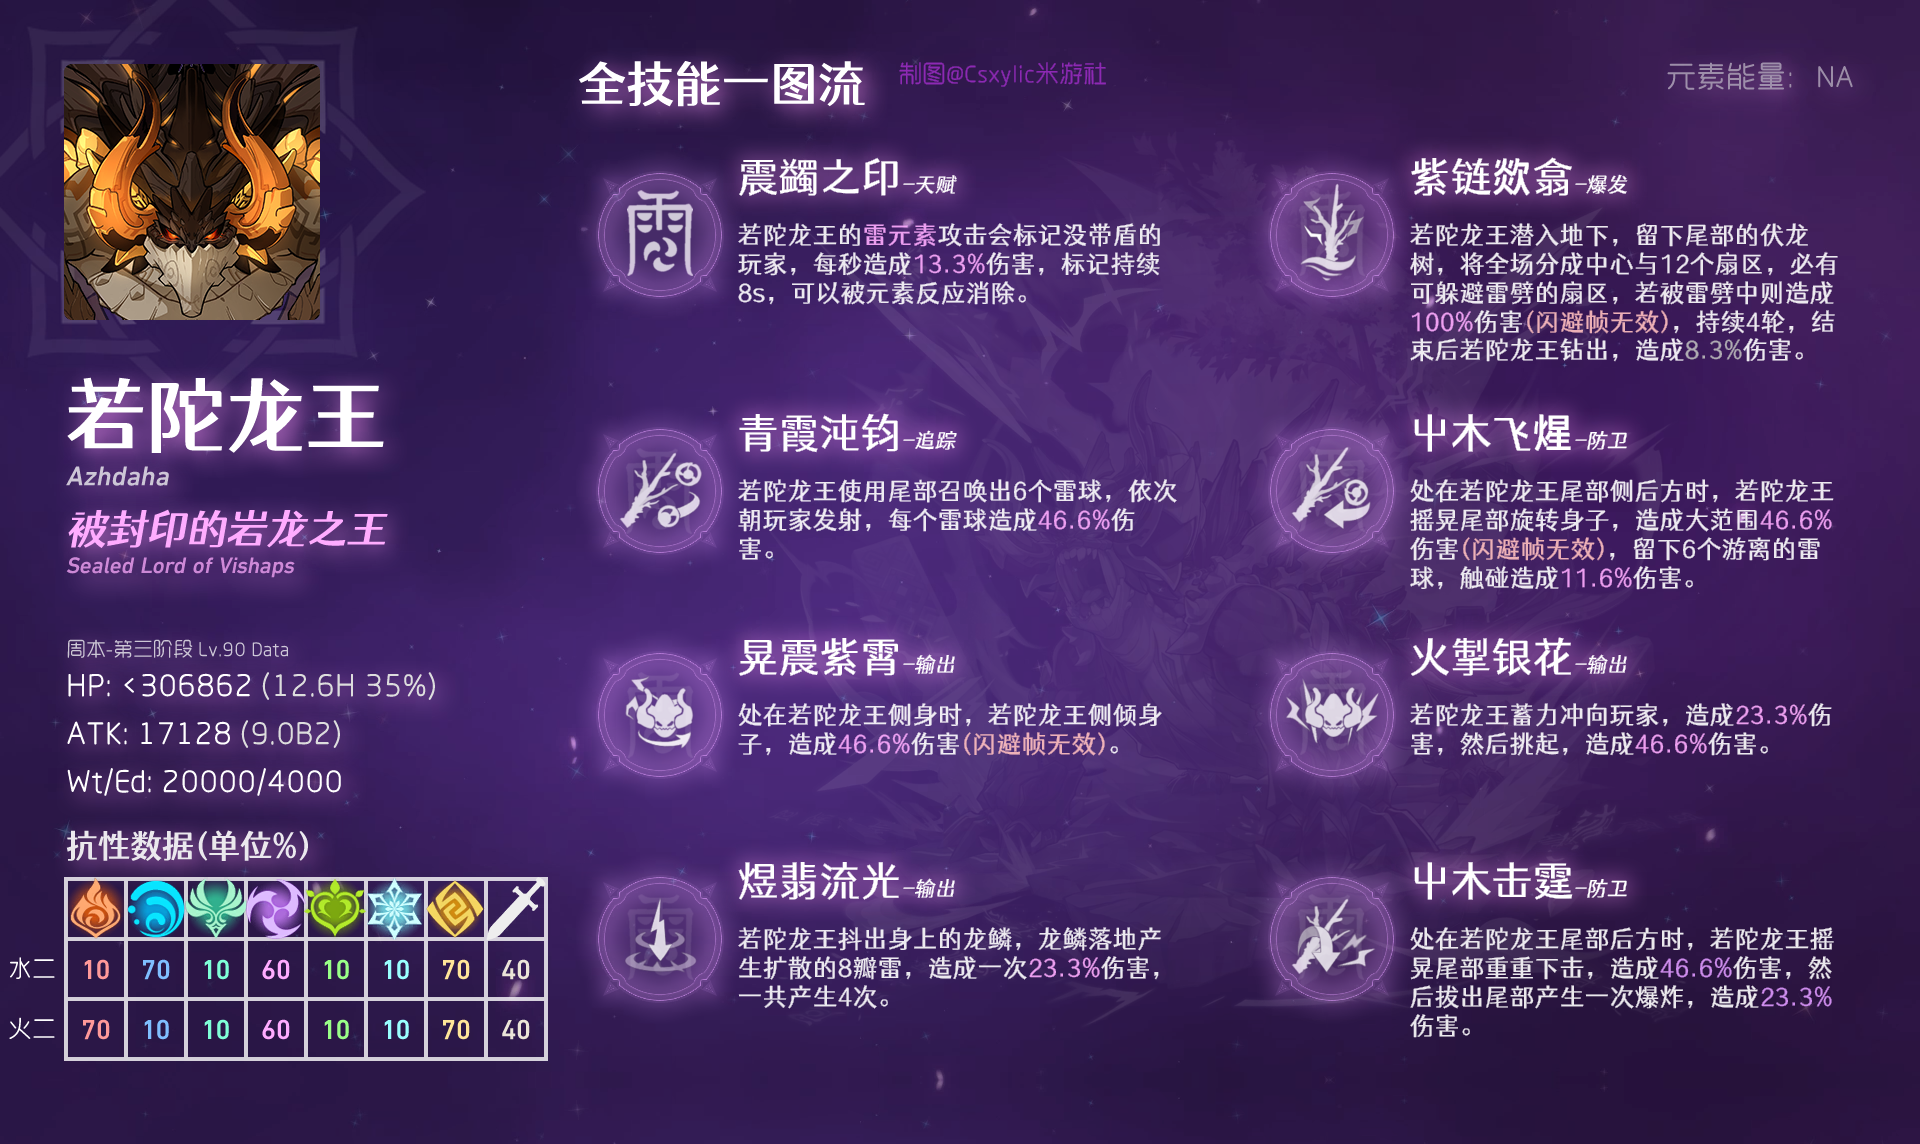 全技能一图流
制图@Csxylic米游社
元素能量： NA
若陀龙王
Azhdaha
被封印的岩龙之王
Sealed Lord of Vishaps
周本-第三阶段 Lv.90 Data
HP: <306862 (12.6H 35%)
ATK: 17128 (9.0B2)
Wt/Ed: 20000/4000
抗性数据(单位%)
水二 10 70 10 60 10 10 70 40
火二 70 10 10 60 10 10 70 40
震蠲之印-天赋
若陀龙王的雷元素攻击会标记没带盾的
玩家，每秒造成13.3%伤害，标记持续
8s，可以被元素反应消除。
紫链歘翕-爆发
若陀龙王潜入地下，留下尾部的伏龙
树，将全场分成中心与12个扇区，必有
可躲避雷劈的扇区，若被雷劈中则造成
100%伤害(闪避帧无效)，持续4轮，结
束后若陀龙王钻出，造成8.3%伤害。
青霞沌钧-追踪
若陀龙王使用尾部召唤出6个雷球，依次
朝玩家发射，每个雷球造成46.6%伤
害。
屮木飞煋-防卫
处在若陀龙王尾部侧后方时，若陀龙王
摇晃尾部旋转身子，造成大范围46.6%
伤害(闪避帧无效)，留下6个游离的雷
球，触碰造成11.6%伤害。
晃震紫霄-输出
处在若陀龙王侧身时，若陀龙王侧倾身
子，造成46.6%伤害(闪避帧无效)。
火掣银花-输出
若陀龙王蓄力冲向玩家，造成23.3%伤
害，然后挑起，造成46.6%伤害。
煜翡流光-输出
若陀龙王抖出身上的龙鳞，龙鳞落地产
生扩散的8瓣雷，造成一次23.3%伤害，
一共产生4次。
屮木击霆-防卫
处在若陀龙王尾部后方时，若陀龙王摇
晃尾部重重下击，造成46.6%伤害，然
后拔出尾部产生一次爆炸，造成23.3%
伤害。